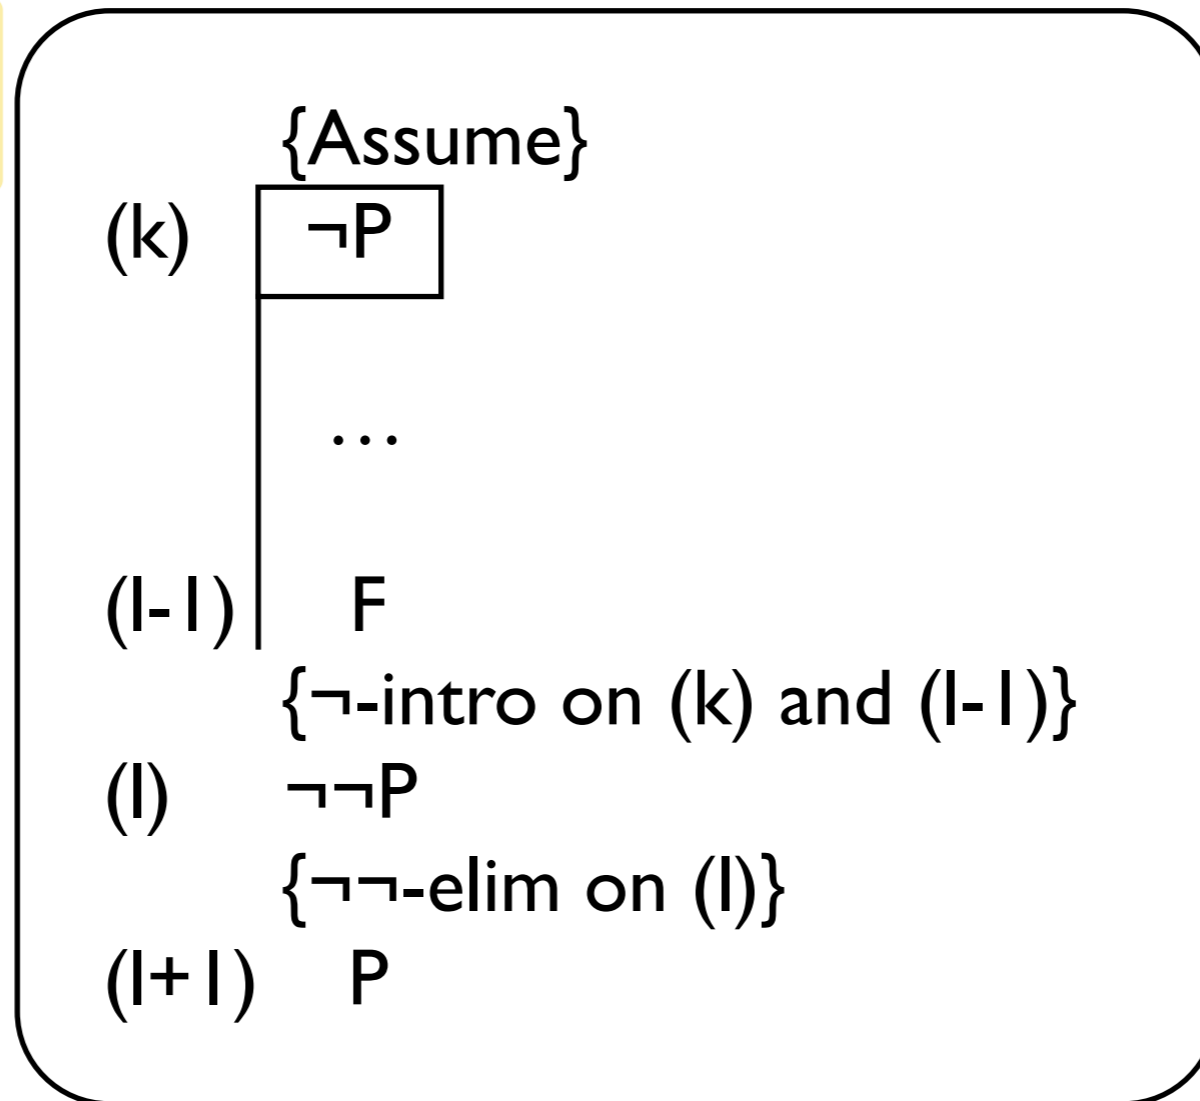 {Assume}
(k) ¬P
…
(l-1) F
{¬-intro on (k) and (l-1)}
(l) ¬¬P
{¬¬-elim on (l)}
(l+1) P